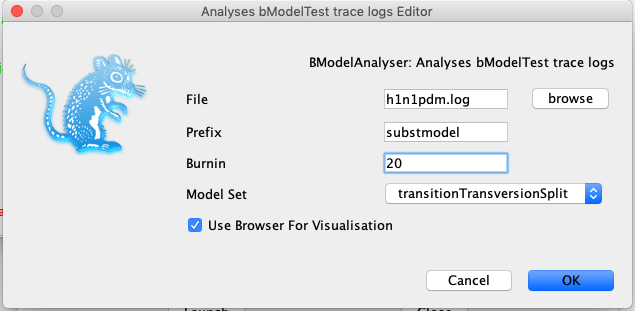 Analyses bModelTest trace logs Editor
BModelAnalyser: Analyses bModelTest trace logs
File h1n1pdm.log browse
Prefix substmodel
Burnin 20
Model Set transitionTransversionSplit
Use Browser For Visualisation
Cancel OK